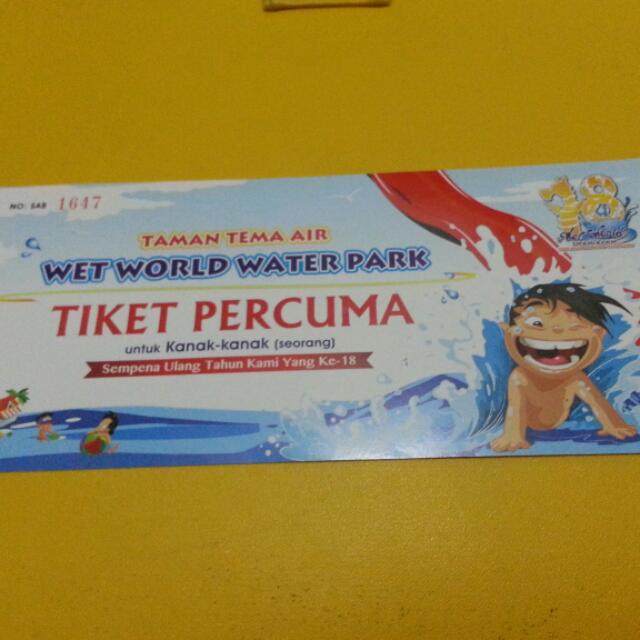 NO: SAB 1647
TAMAN TEMA AIR
WET WORLD WATER PARK
TIKET PERCUMA
untuk Kanak-kanak (seorang)
Sempena Ulang Tahun Kami Yang Ke-18